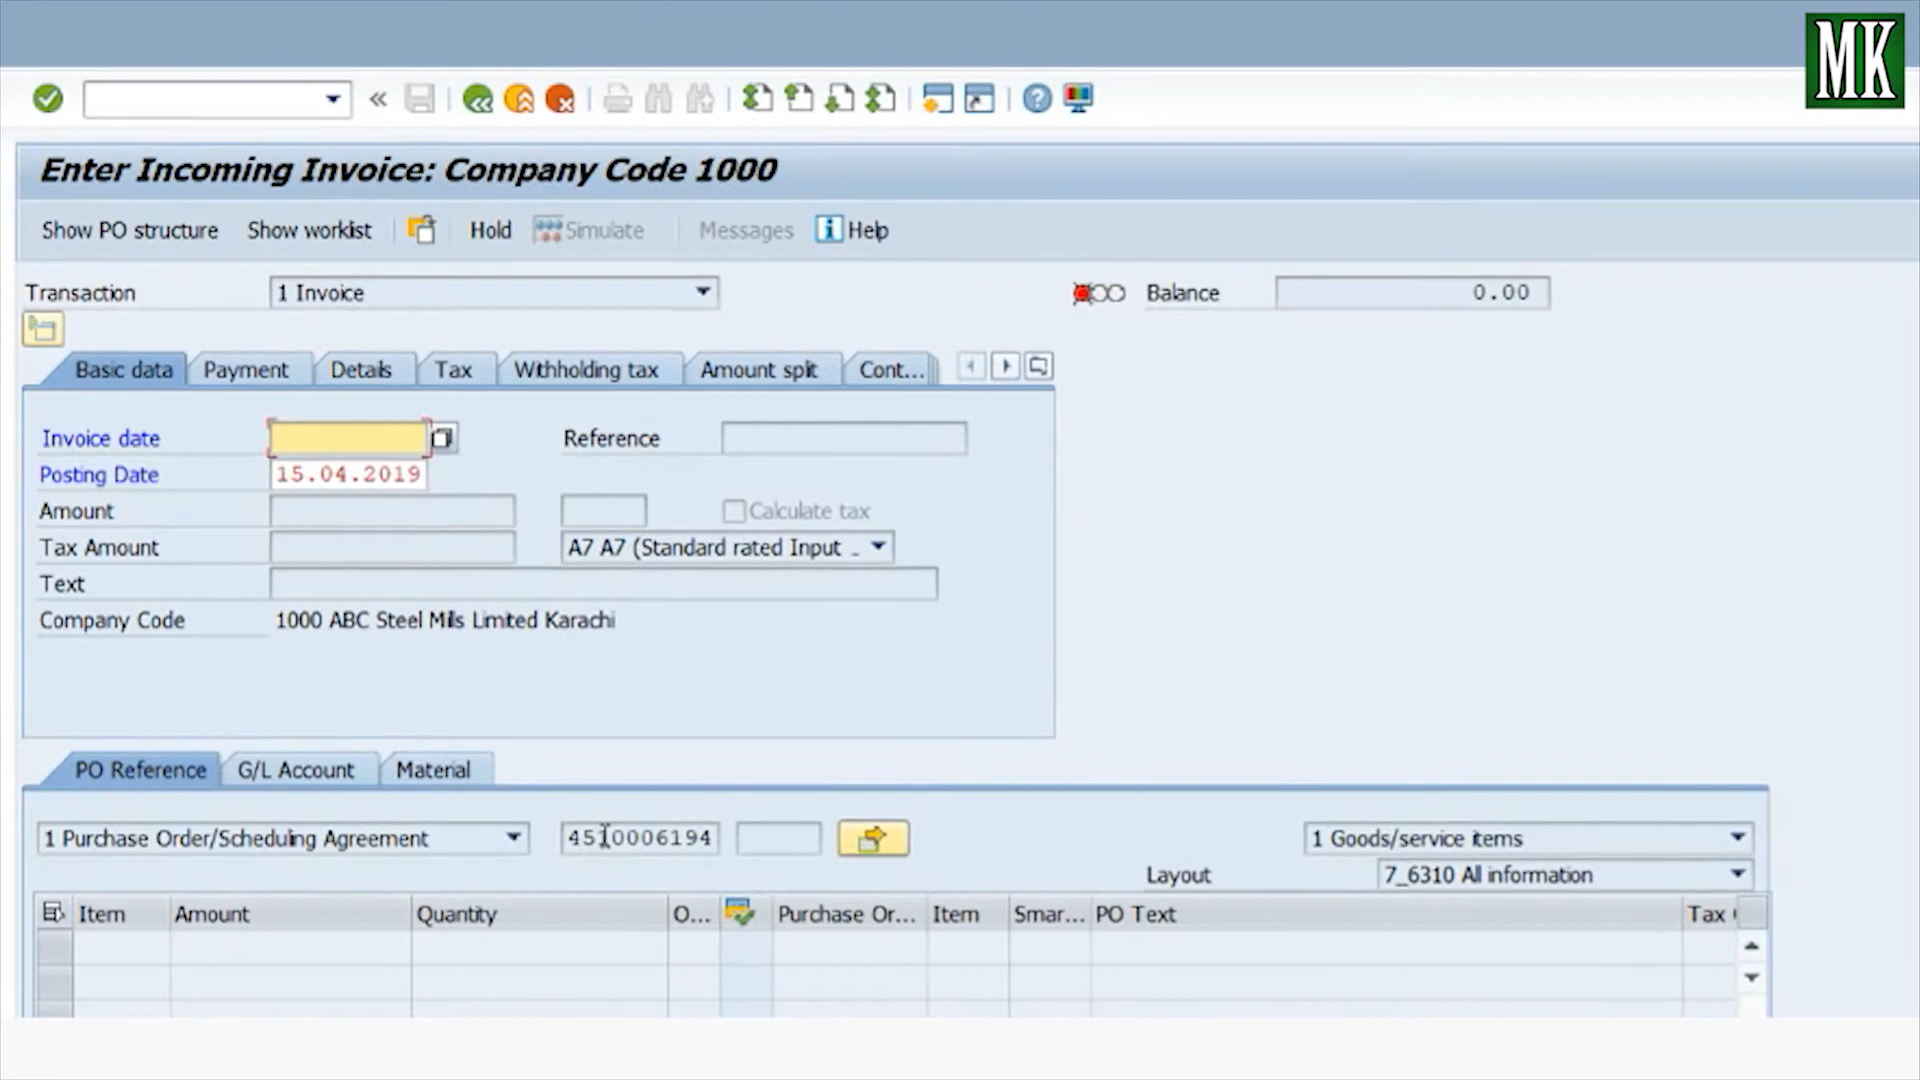 MK
Enter Incoming Invoice: Company Code 1000
Show PO structure Show worklist Hold Simulate Messages Help
Transaction 1 Invoice Balance 0.00
Basic data Payment Details Tax Withholding tax Amount split Cont...
Invoice date Reference
Posting Date 15.04.2019
Amount Calculate tax
Tax Amount A7 A7 (Standard rated Input ..
Text
Company Code 1000 ABC Steel Mills Limited Karachi
PO Reference G/L Account Material
1 Purchase Order/Scheduling Agreement 4510006194 1 Goods/service items
Layout 7_6310 All information
Item Amount Quantity O... Purchase Or... Item Smar... PO Text Tax